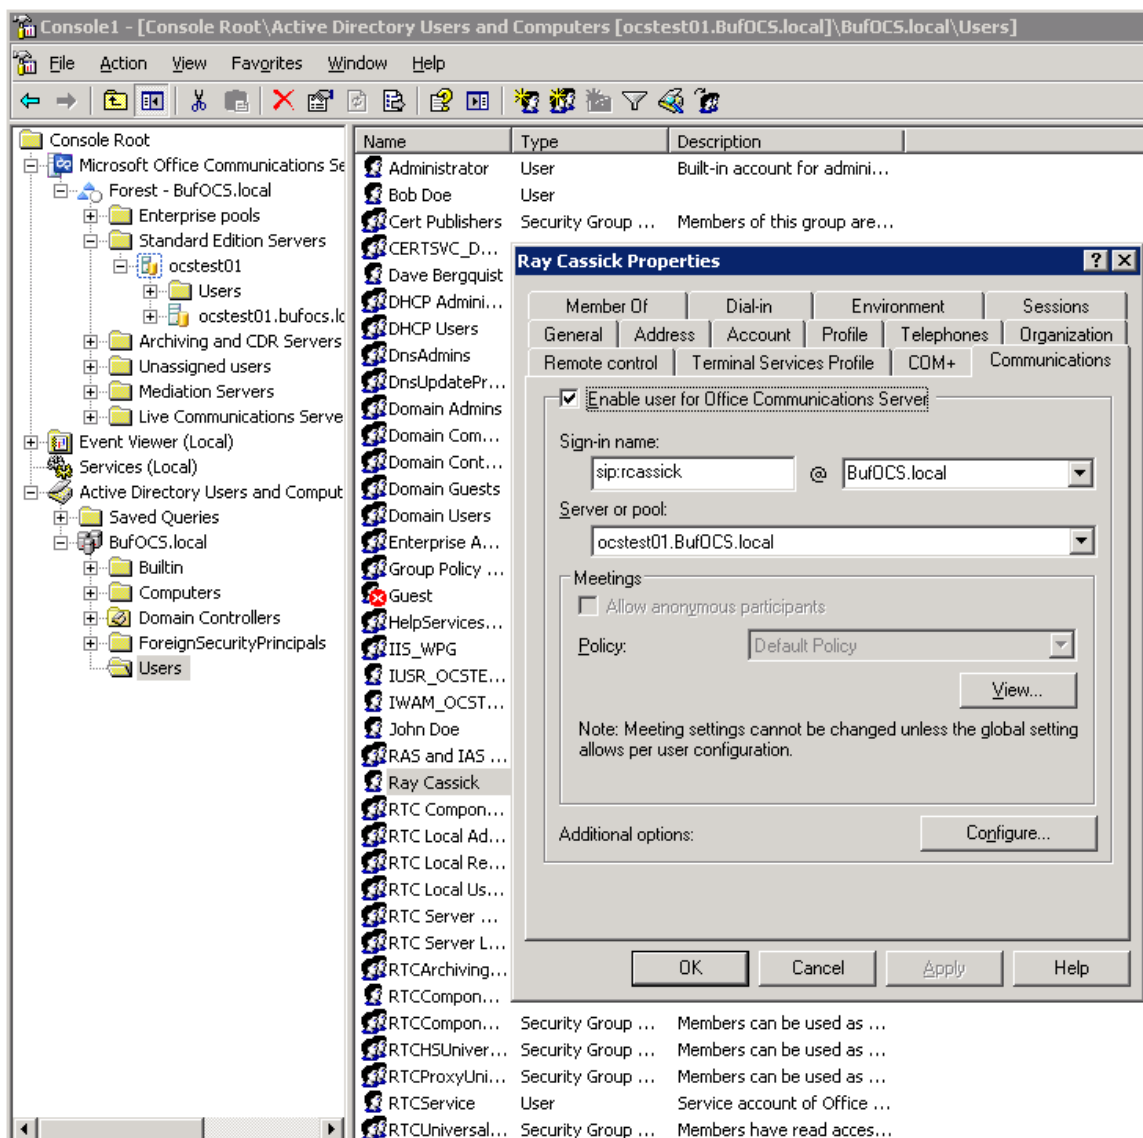 Console1 - [Console Root\Active Directory Users and Computers [ocstest01.BufOCS.local]\BufOCS.local\Users]
File Action View Favorites Window Help
Console Root
Microsoft Office Communications Se
Forest - BufOCS.local
Enterprise pools
Standard Edition Servers
ocstest01
Users
ocstest01.bufocs.lc
Archiving and CDR Servers
Unassigned users
Mediation Servers
Live Communications Serve
Event Viewer (Local)
Services (Local)
Active Directory Users and Comput
Saved Queries
BufOCS.local
Builtin
Computers
Domain Controllers
ForeignSecurityPrincipals
Users
Name Type Description
Administrator User Built-in account for admini...
Bob Doe User
Cert Publishers Security Group ... Members of this group are...
CERTSVC_D...
Dave Bergquist
DHCP Admini...
DHCP Users
DnsAdmins
DnsUpdatePr...
Domain Admins
Domain Com...
Domain Cont...
Domain Guests
Domain Users
Enterprise A...
Group Policy ...
Guest
HelpServices...
IIS_WPG
IUSR_OCSTE...
IWAM_OCST...
John Doe
RAS and IAS ...
Ray Cassick
RTC Compon...
RTC Local Ad...
RTC Local Re...
RTC Local Us...
RTC Server ...
RTC Server L...
RTCArchiving...
RTCCompon...
RTCCompon... Security Group ... Members can be used as ...
RTCHSUniver... Security Group ... Members can be used as ...
RTCProxyUni... Security Group ... Members can be used as ...
RTCService User Service account of Office ...
RTCUniversal... Security Group ... Members have read acces...
Ray Cassick Properties
Member Of Dial-in Environment Sessions
General Address Account Profile Telephones Organization
Remote control Terminal Services Profile COM+ Communications
Enable user for Office Communications Server
Sign-in name:
sip:rcassick @ BufOCS.local
Server or pool:
ocstest01.BufOCS.local
Meetings
Allow anonymous participants
Policy: Default Policy
View...
Note: Meeting settings cannot be changed unless the global setting
allows per user configuration.
Additional options: Configure...
OK Cancel Apply Help